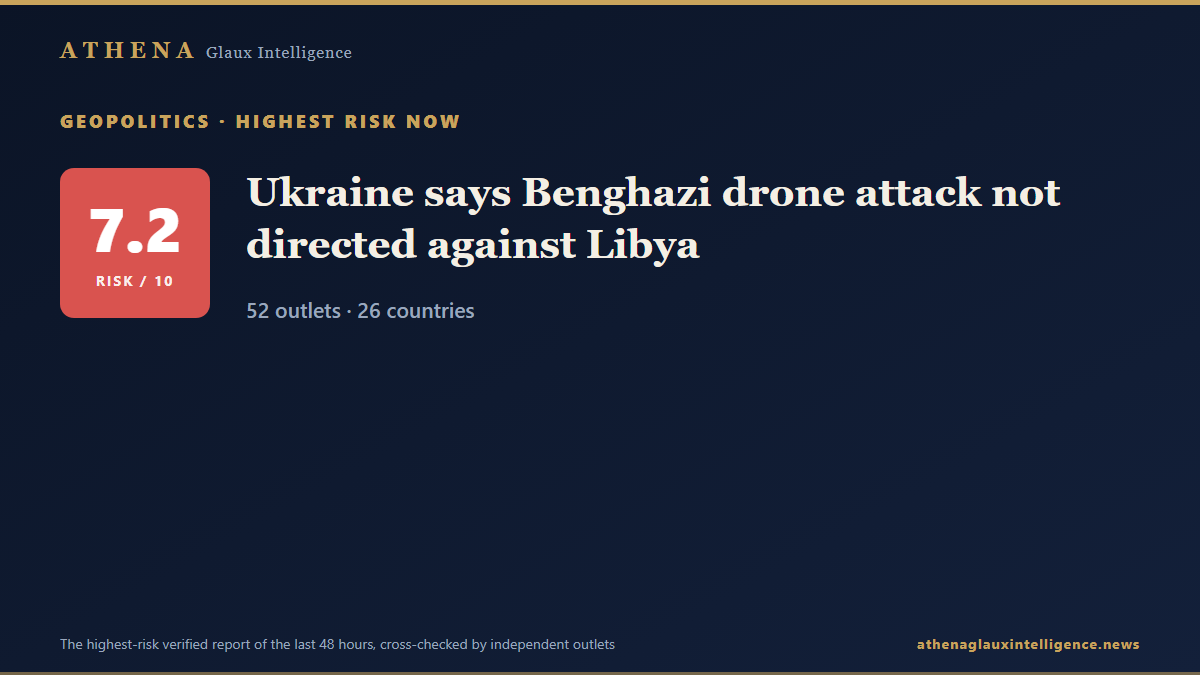 ATHENA Glaux Intelligence
GEOPOLITICS · HIGHEST RISK NOW
7.2
RISK / 10
Ukraine says Benghazi drone attack not
directed against Libya
52 outlets · 26 countries
The highest-risk verified report of the last 48 hours, cross-checked by independent outlets
athenaglauxintelligence.news